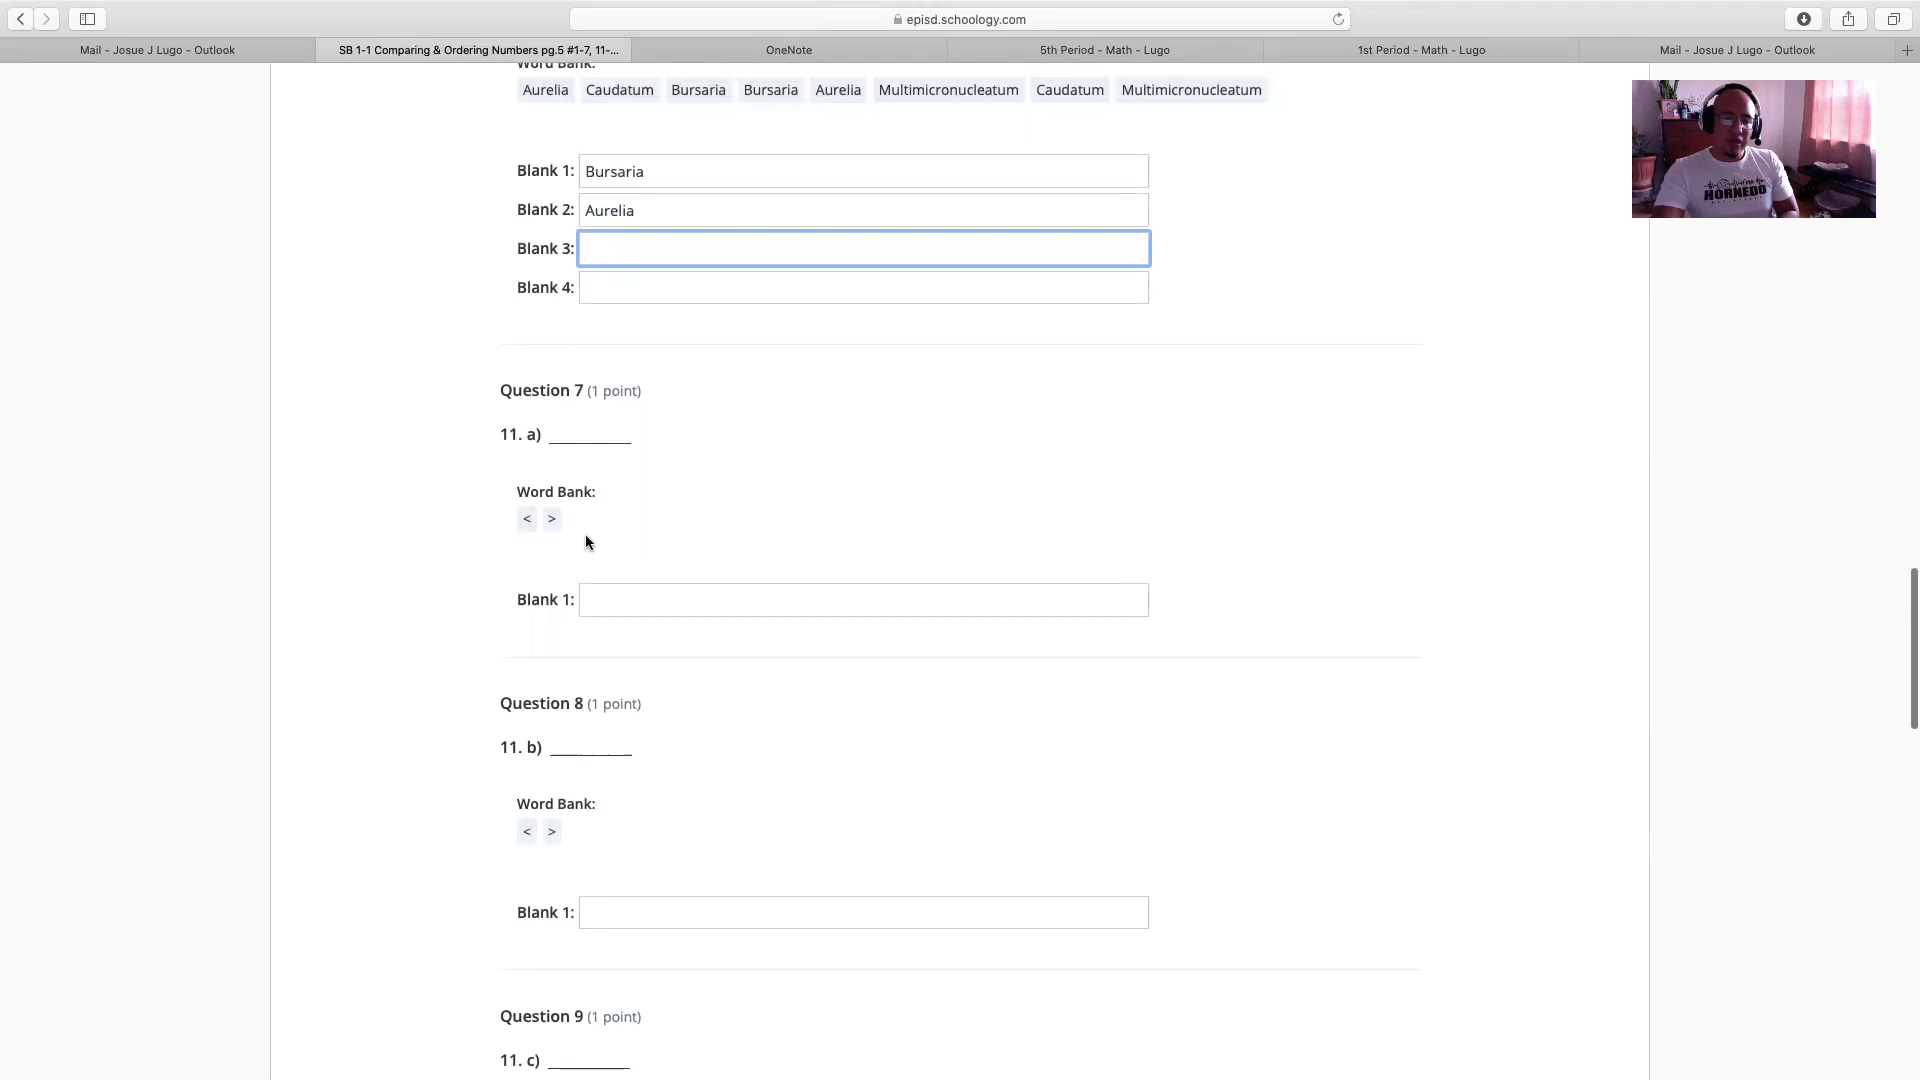 episd.schoology.com
Mail - Josue J Lugo - Outlook
SB 1-1 Comparing & Ordering Numbers pg.5 #1-7, 11-...
OneNote
5th Period - Math - Lugo
1st Period - Math - Lugo
Mail - Josue J Lugo - Outlook
Word Bank:
Aurelia Caudatum Bursaria Bursaria Aurelia Multimicronucleatum Caudatum Multimicronucleatum
HORNEDO
Blank 1: Bursaria
Blank 2: Aurelia
Blank 3:
Blank 4:
Question 7 (1 point)
11. a) __________
Word Bank:
< >
Blank 1:
Question 8 (1 point)
11. b) __________
Word Bank:
< >
Blank 1:
Question 9 (1 point)
11. c) __________